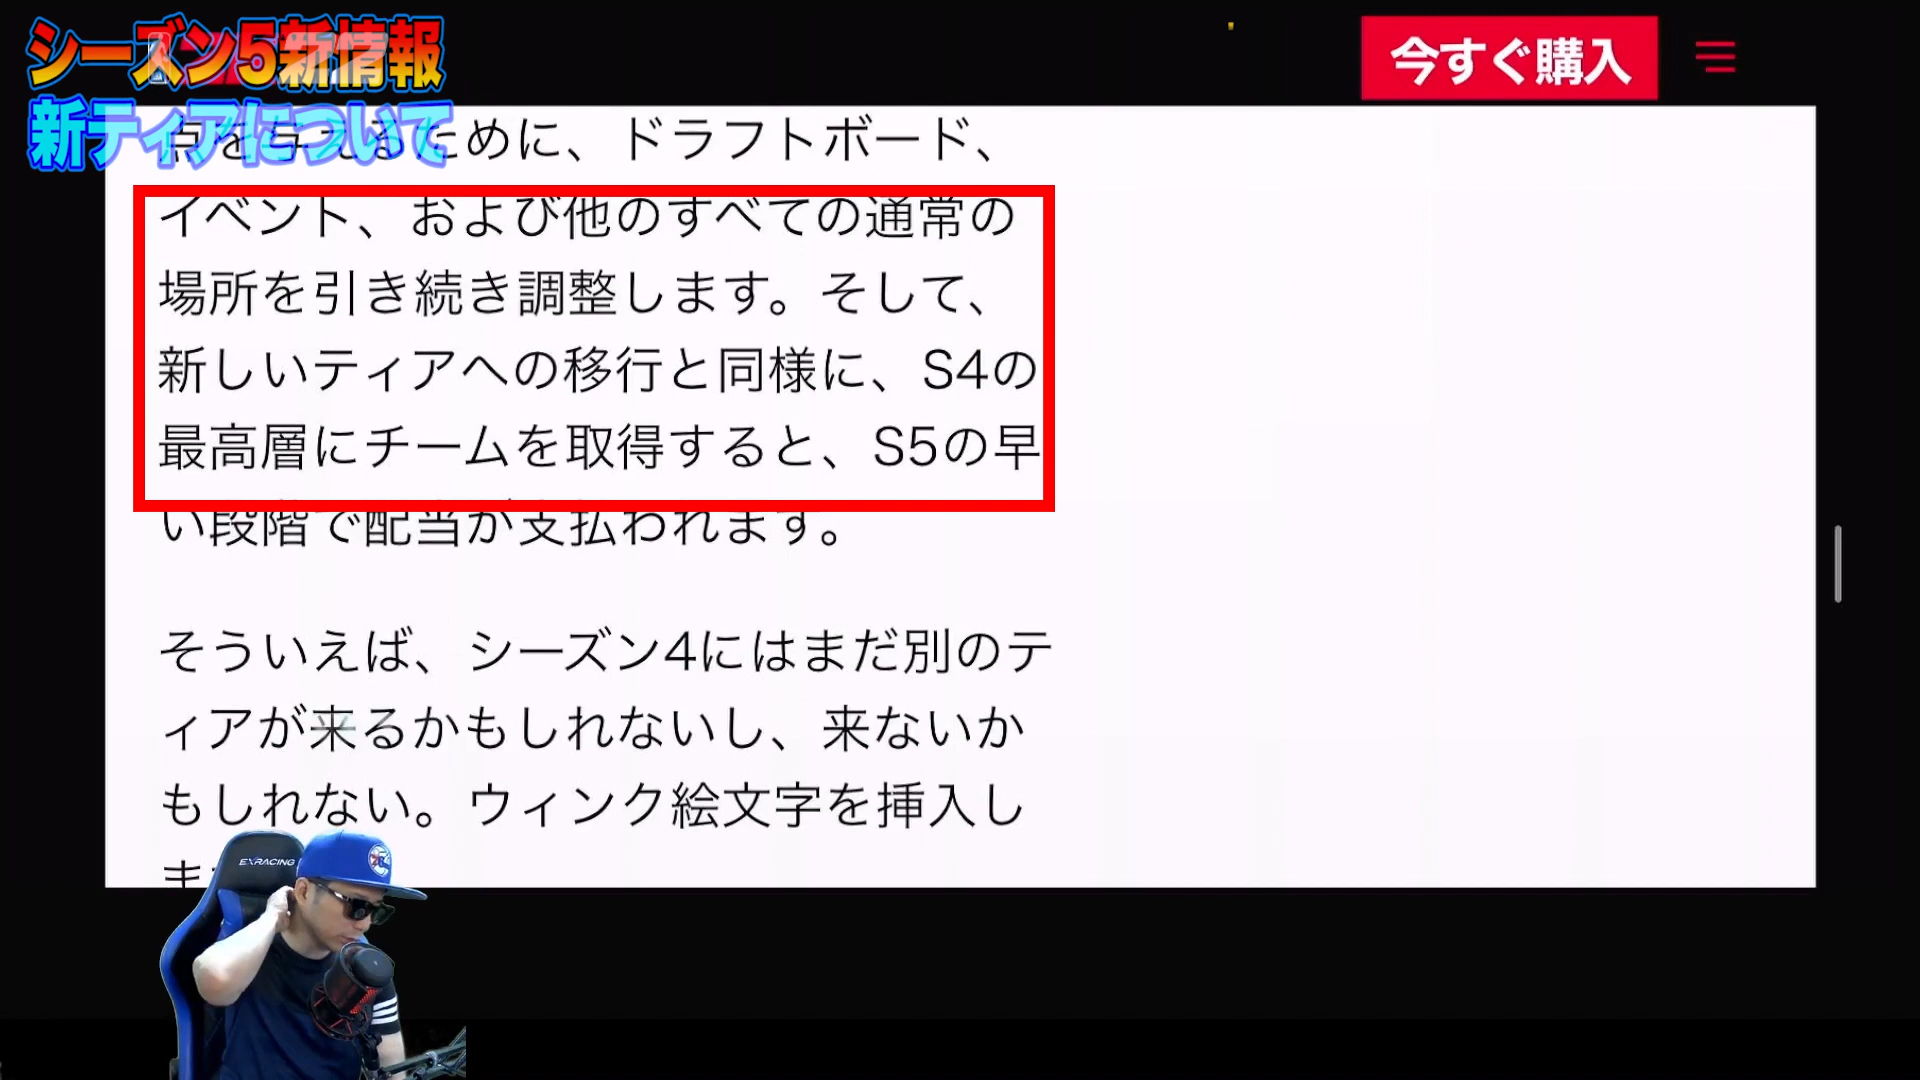 シーズン5新情報
新ティアについて
今すぐ購入
点を与えるために、ドラフトボード、
イベント、および他のすべての通常の
場所を引き続き調整します。そして、
新しいティアへの移行と同様に、S4の
最高層にチームを取得すると、S5の早
い段階で配当が支払われます。
そういえば、シーズン4にはまだ別のテ
ィアが来るかもしれないし、来ないか
もしれない。ウィンク絵文字を挿入し
ま
EXRACING